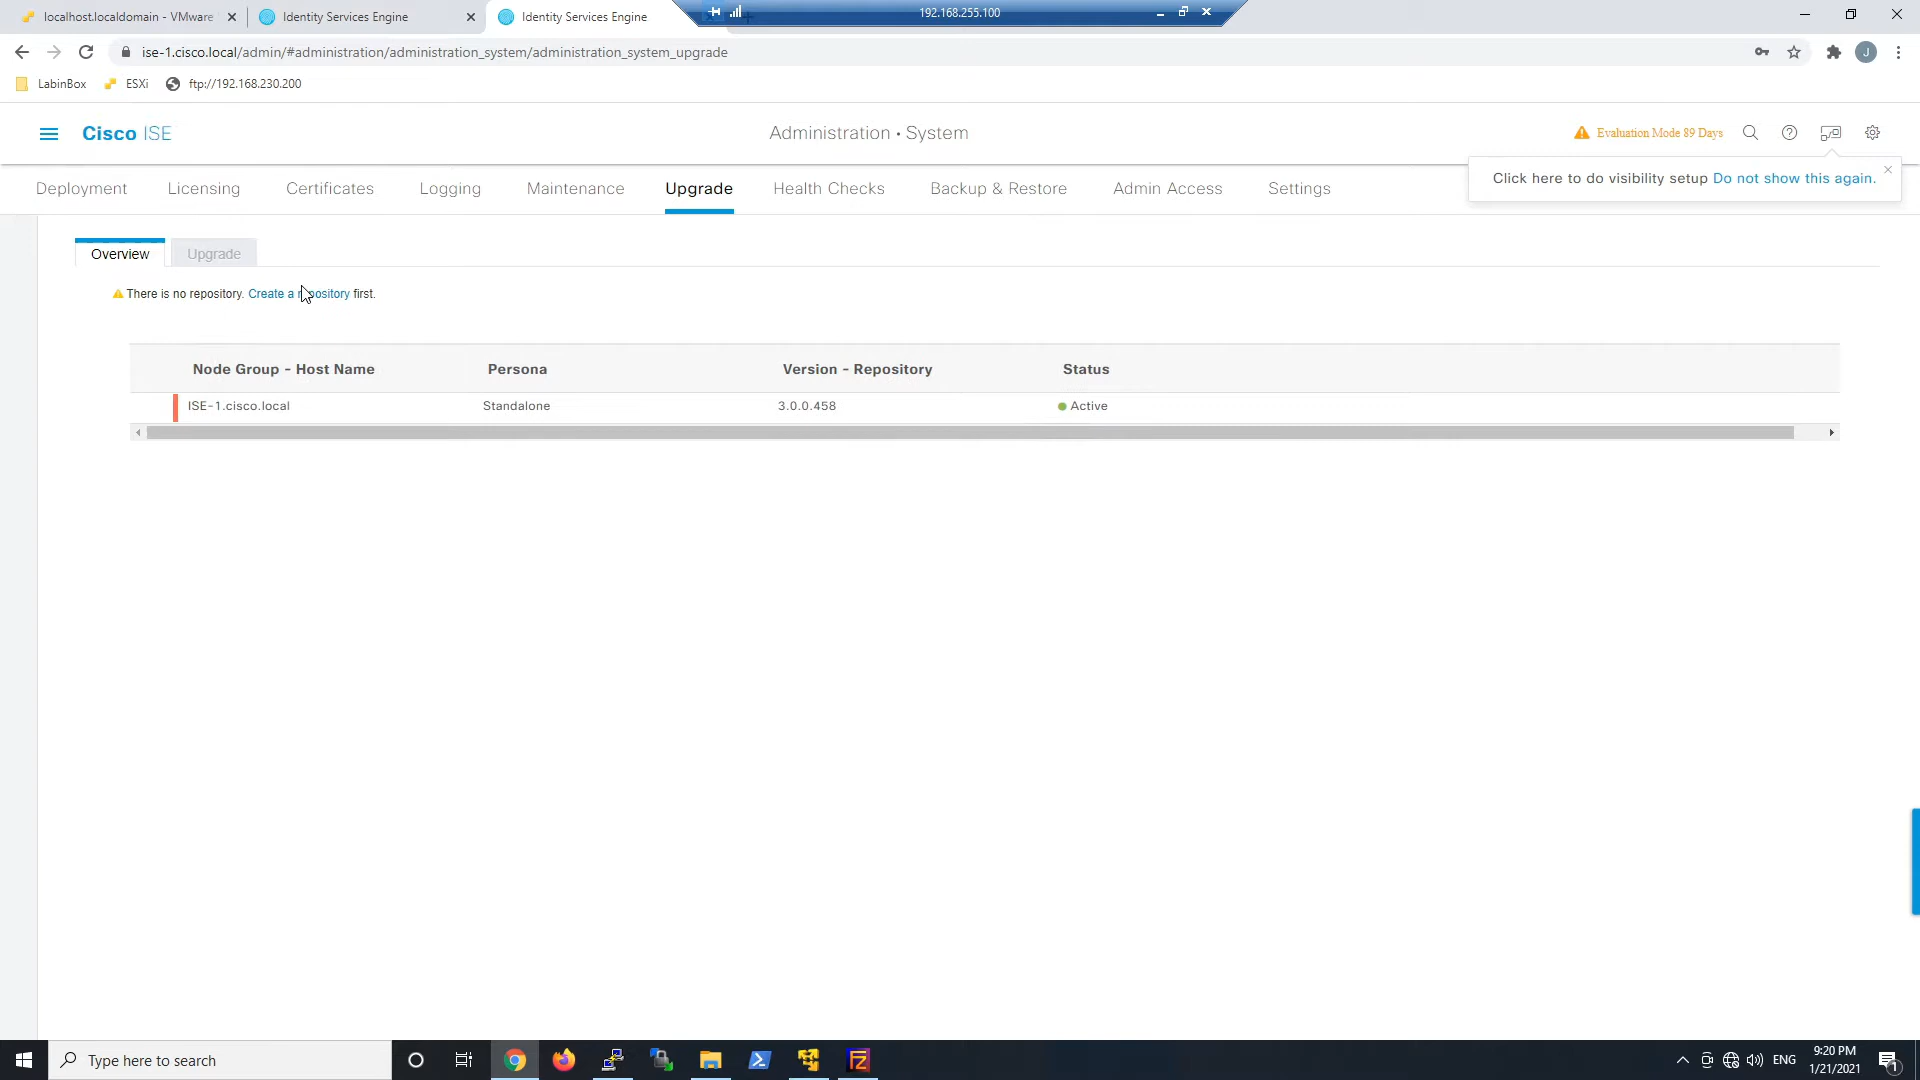 localhost.localdomain - VMware
Identity Services Engine
Identity Services Engine
192.168.255.100
ise-1.cisco.local/admin/#administration/administration_system/administration_system_upgrade
J
LabinBox
ESXi
ftp://192.168.230.200
Cisco ISE
Administration • System
Evaluation Mode 89 Days
Deployment
Licensing
Certificates
Logging
Maintenance
Upgrade
Health Checks
Backup & Restore
Admin Access
Settings
Click here to do visibility setup Do not show this again.
Overview
Upgrade
There is no repository. Create a repository first.
Node Group - Host Name
Persona
Version - Repository
Status
ISE-1.cisco.local
Standalone
3.0.0.458
Active
Type here to search
ENG
9:20 PM
1/21/2021
1